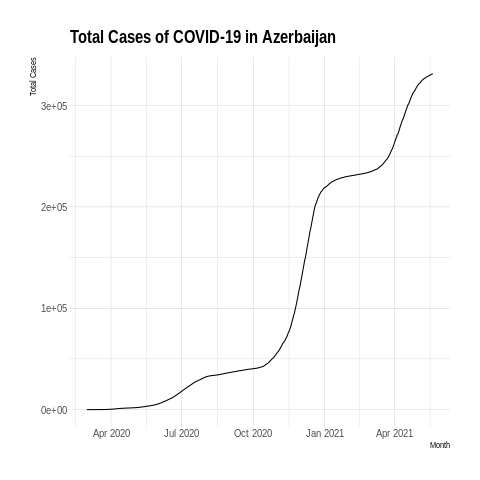 Total Cases of COVID-19 in Azerbaijan
Total Cases
3e+05
2e+05
1e+05
0e+00
Apr 2020 Jul 2020 Oct 2020 Jan 2021 Apr 2021
Month